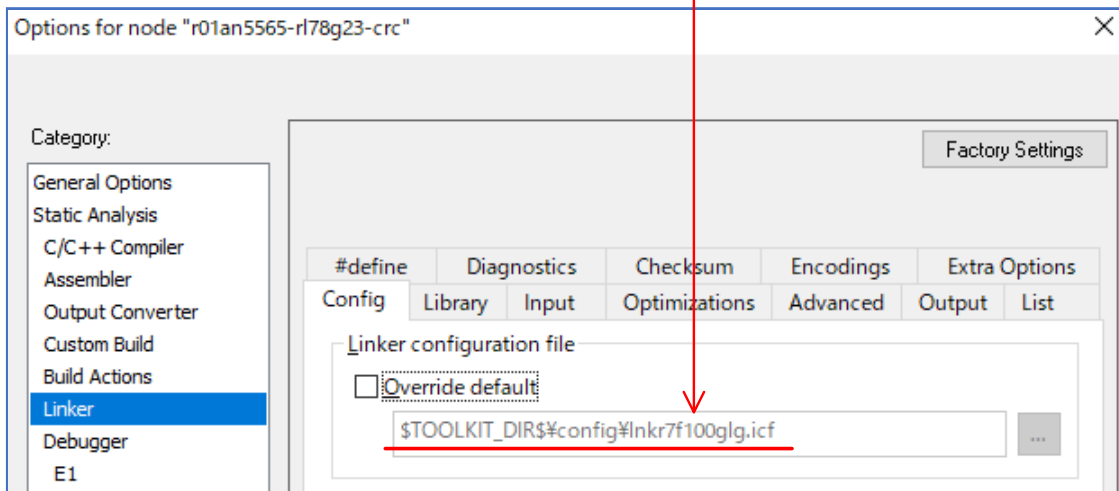 Options for node "r01an5565-rl78g23-crc"
Category:
Factory Settings
General Options
Static Analysis
C/C++ Compiler
Assembler
Output Converter
Custom Build
Build Actions
Linker
Debugger
E1
#define Diagnostics Checksum Encodings Extra Options
Config Library Input Optimizations Advanced Output List
Linker configuration file
Override default
$TOOLKIT_DIR$¥config¥lnkr7f100glg.icf
...